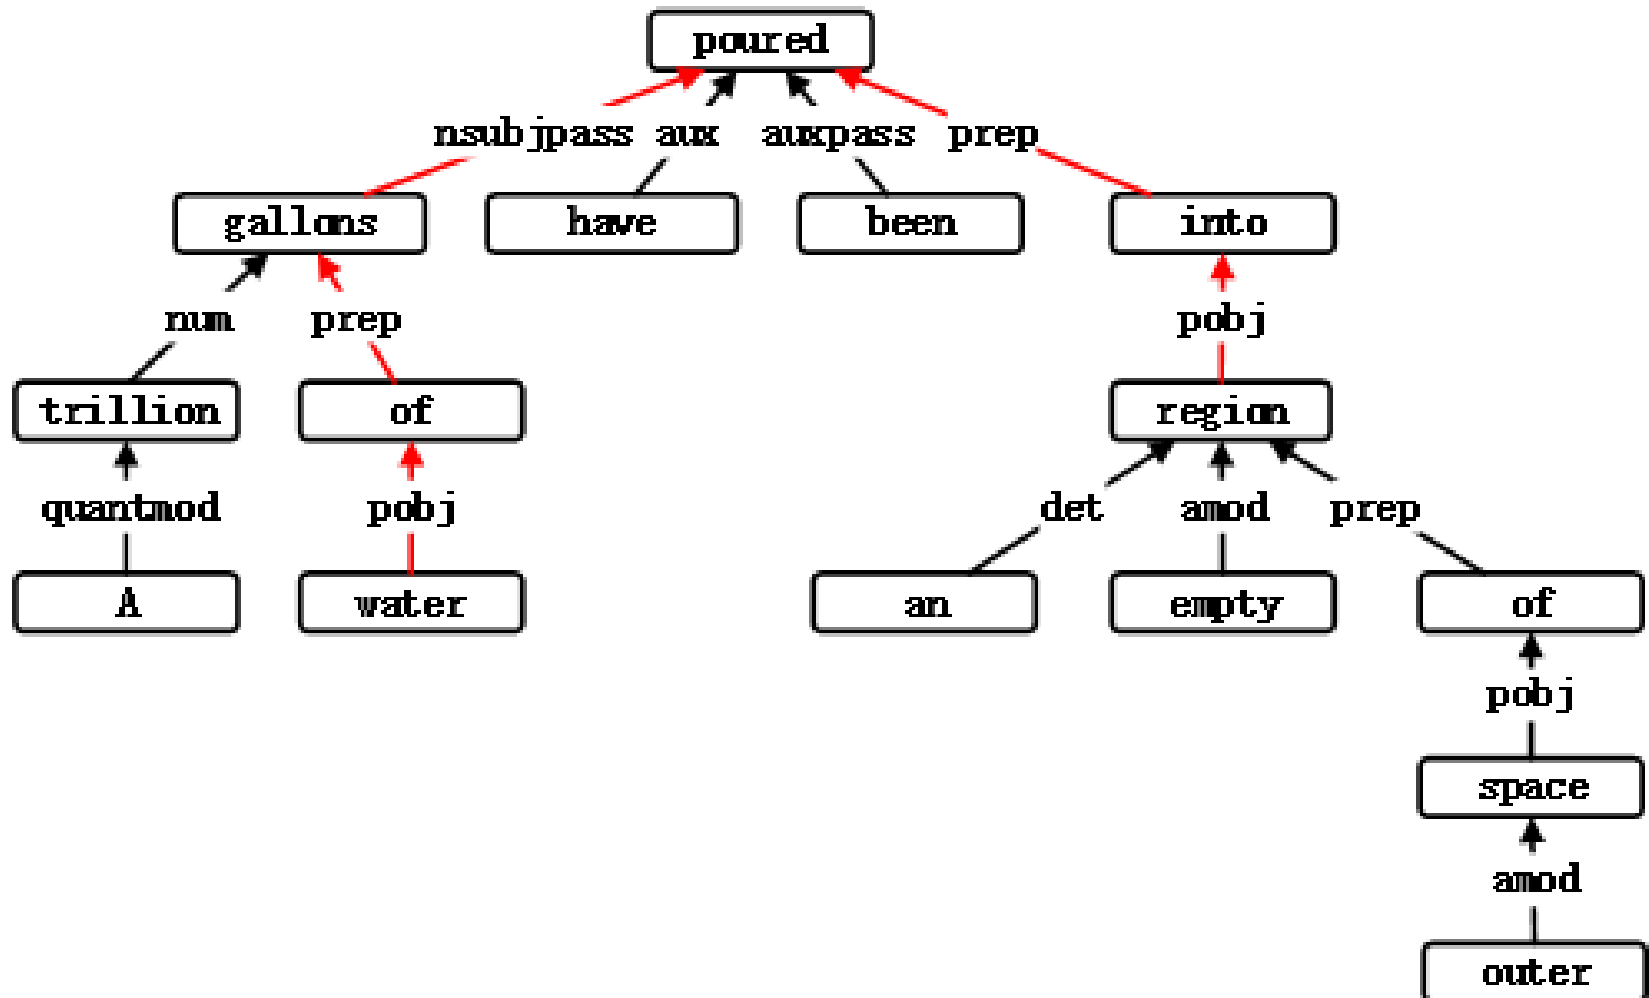 poured
nsubjpass aux auxpass prep
gallons have been into
num prep pobj
trillion of region
quantmod pobj det amod prep
A water an empty of
pobj
space
amod
outer